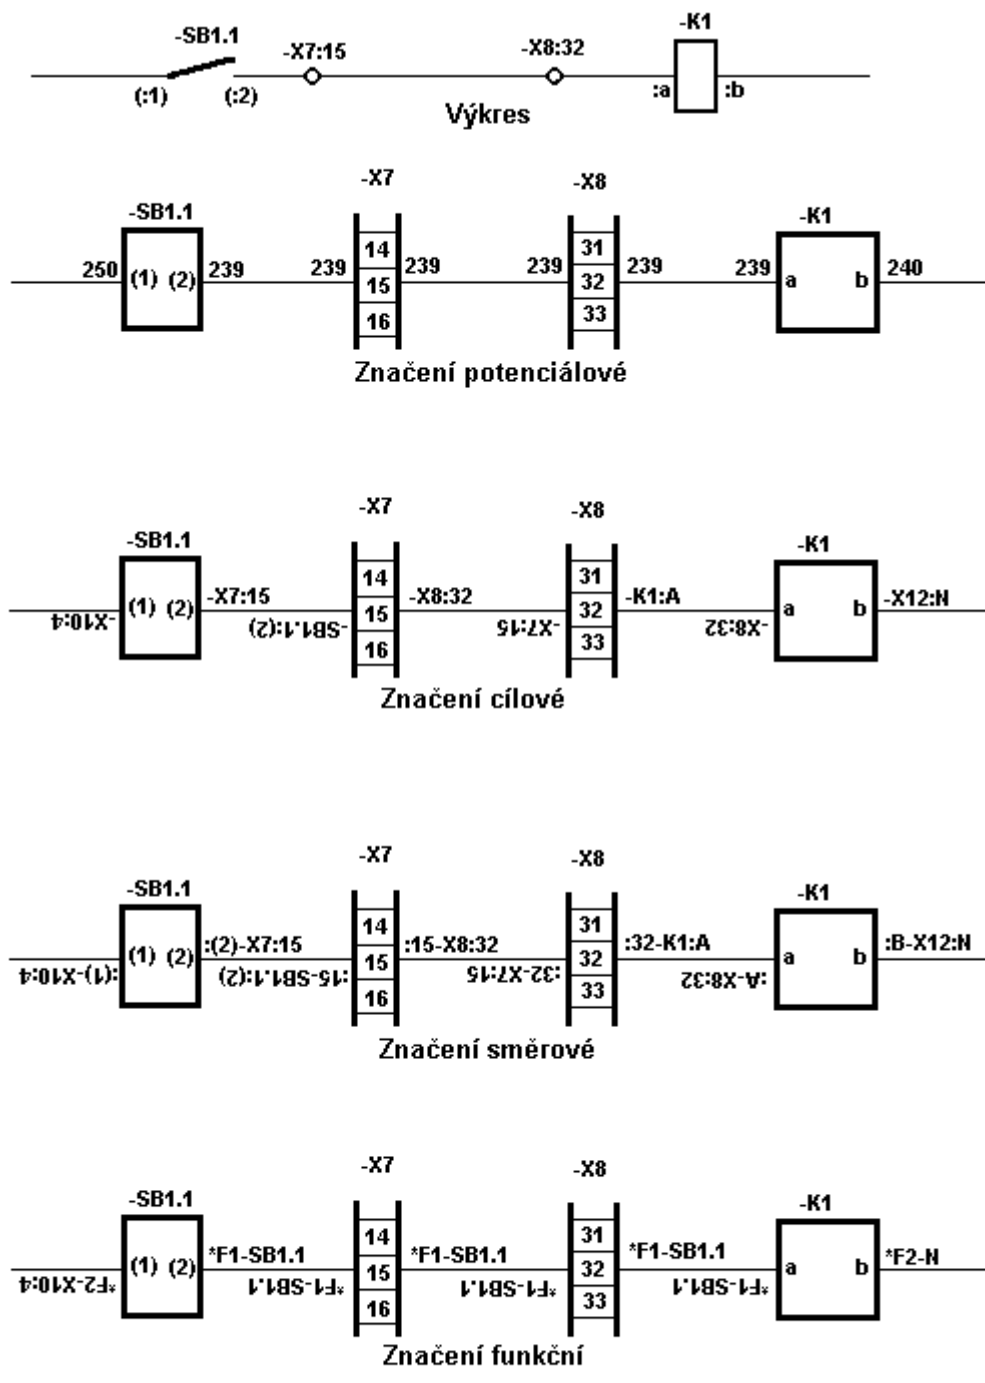 -K1
-SB1.1
-X7:15
-X8:32
(:1) (:2) :a :b
Výkres
-X7
-X8
-SB1.1
-K1
14 31
250 (1) (2) 239 239 15 239 239 32 239 239 a b 240
16 33
Značení potenciálové
-X7
-X8
-SB1.1
-K1
14 31
(1) (2) -X7:15 15 -X8:32 32 -K1:A a b -X12:N
-X10:4 -SB1.1:(2) -X7:15 -X8:32
16 33
Značení cílové
-X7
-X8
-SB1.1
-K1
14 31
(1) (2) :(2)-X7:15 15 :15-X8:32 32 :32-K1:A a b :B-X12:N
:(1)-X10:4 :15-SB1.1:(2) :32-X7:15 :A-X8:32
16 33
Značení směrové
-X7
-X8
-SB1.1
-K1
14 31
(1) (2) *F1-SB1.1 15 *F1-SB1.1 32 *F1-SB1.1 a b *F2-N
*F2-X10:4 *F1-SB1.1 *F1-SB1.1 *F1-SB1.1
16 33
Značení funkční